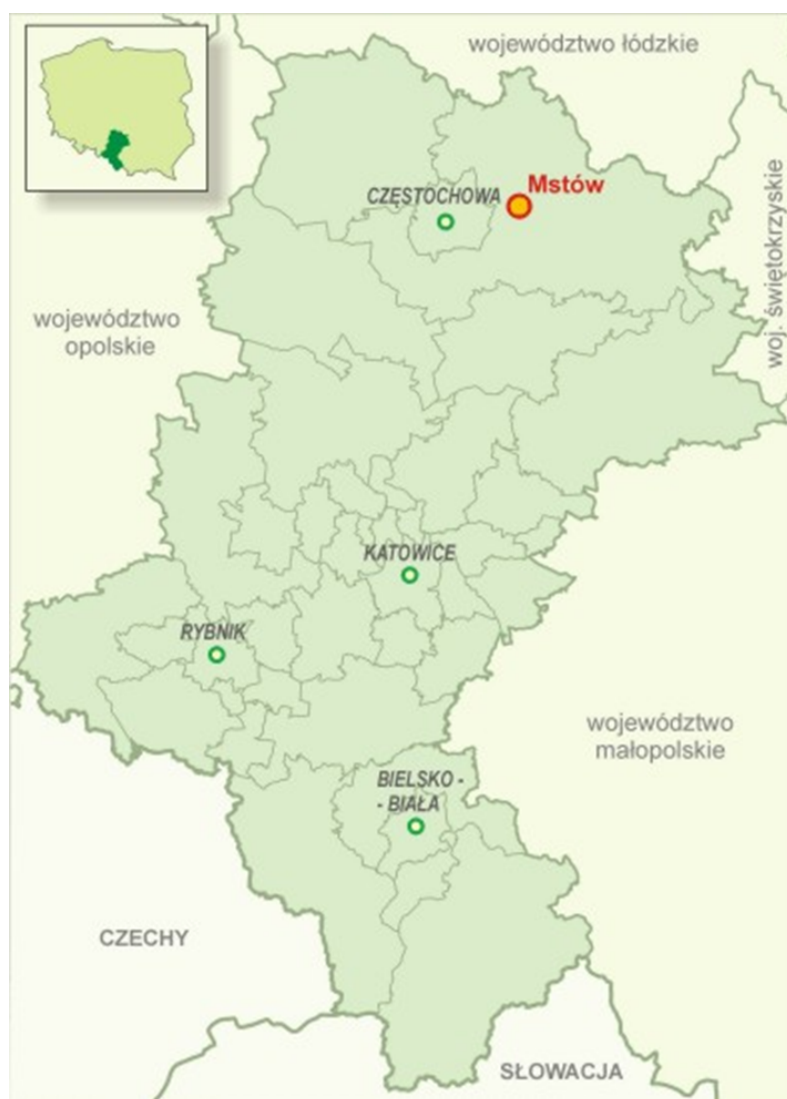 województwo łódzkie
Mstów
CZĘSTOCHOWA
woj. świętokrzyskie
województwo
opolskie
KATOWICE
RYBNIK
województwo
małopolskie
BIELSKO -
- BIAŁA
CZECHY
SŁOWACJA